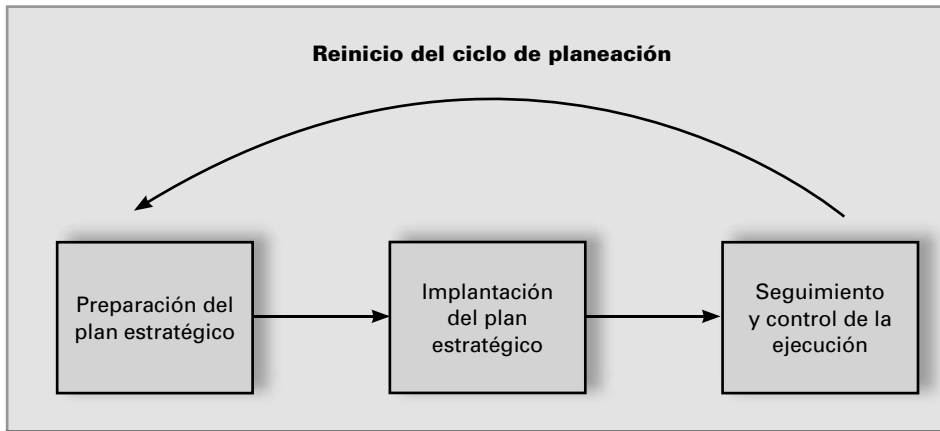 Reinicio del ciclo de planeación
Preparación del
plan estratégico
Implantación
del plan
estratégico
Seguimiento
y control de la
ejecución